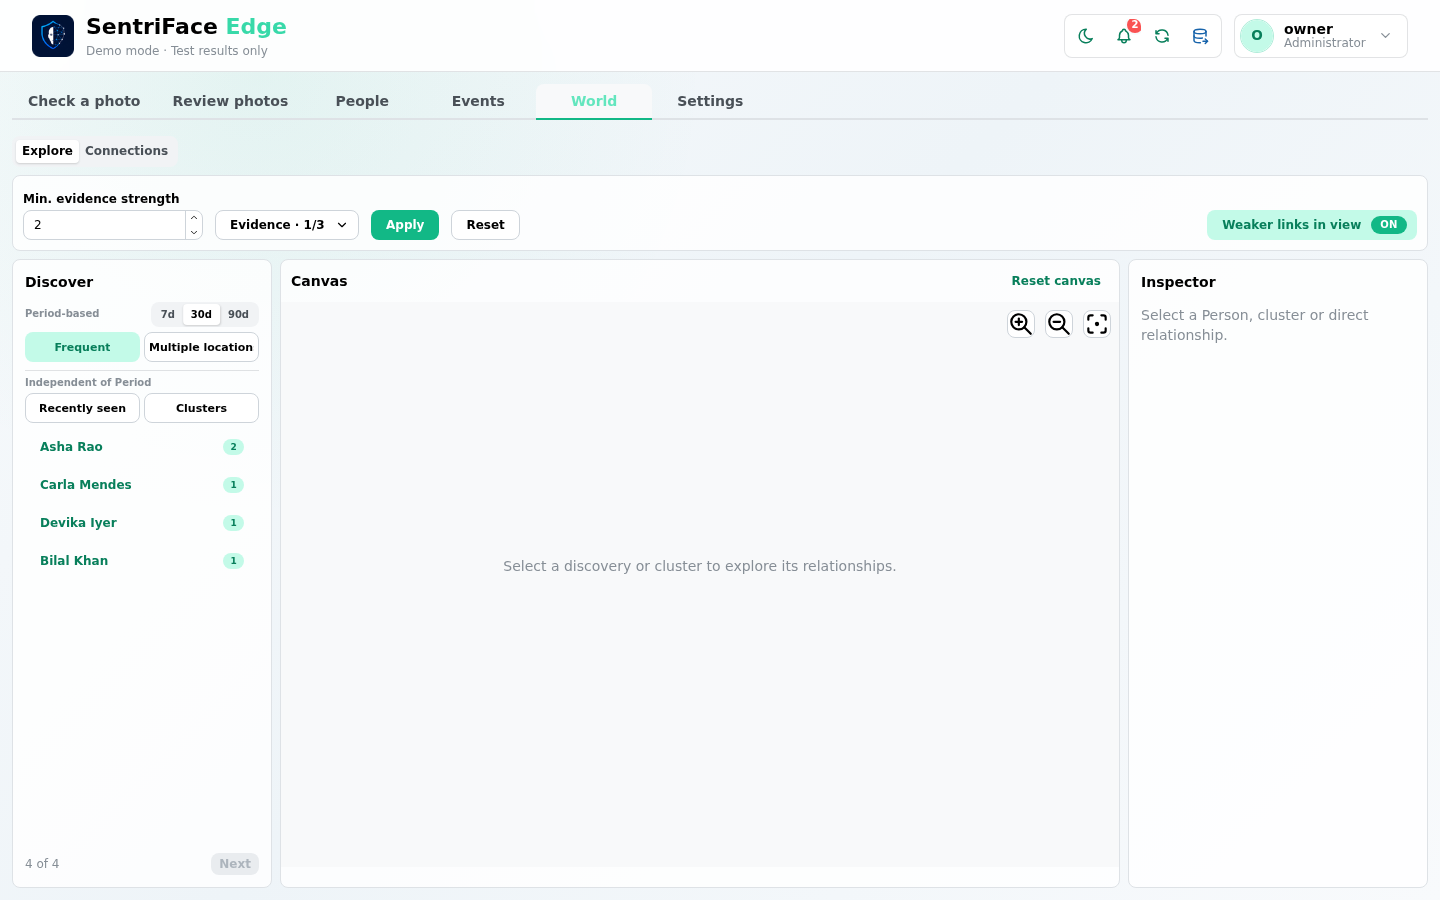 SentriFace Edge
Demo mode · Test results only
2
O
owner
Administrator
Check a photo
Review photos
People
Events
World
Settings
Explore
Connections
Min. evidence strength
2
Evidence · 1/3
Apply
Reset
Weaker links in view
ON
Discover
Period-based
7d
30d
90d
Frequent
Multiple location
Independent of Period
Recently seen
Clusters
Asha Rao
2
Carla Mendes
1
Devika Iyer
1
Bilal Khan
1
4 of 4
Next
Canvas
Reset canvas
Select a discovery or cluster to explore its relationships.
Inspector
Select a Person, cluster or direct
relationship.